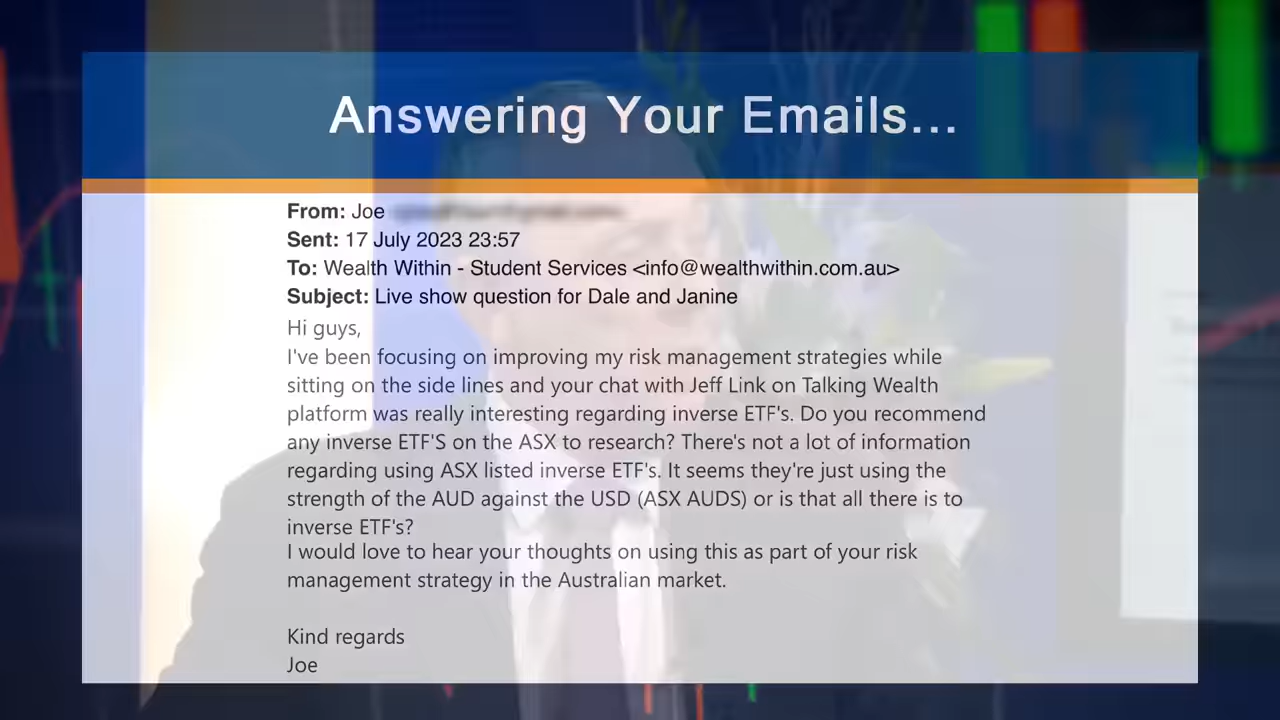 Answering Your Emails...
From: Joe
Sent: 17 July 2023 23:57
To: Wealth Within - Student Services <info@wealthwithin.com.au>
Subject: Live show question for Dale and Janine
Hi guys,
I've been focusing on improving my risk management strategies while
sitting on the side lines and your chat with Jeff Link on Talking Wealth
platform was really interesting regarding inverse ETF's. Do you recommend
any inverse ETF'S on the ASX to research? There's not a lot of information
regarding using ASX listed inverse ETF's. It seems they're just using the
strength of the AUD against the USD (ASX AUDS) or is that all there is to
inverse ETF's?
I would love to hear your thoughts on using this as part of your risk
management strategy in the Australian market.
Kind regards
Joe